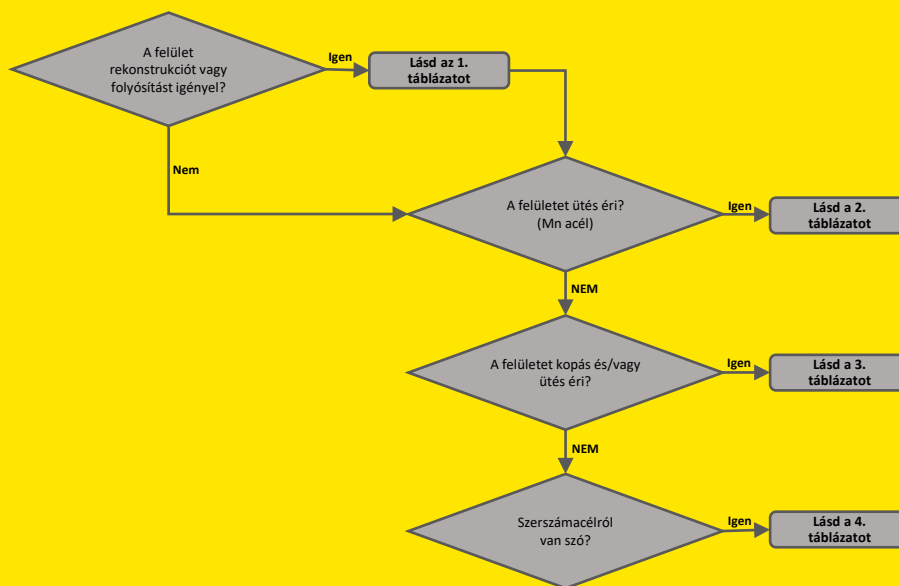 A felület
rekonstrukciót vagy
folyósítást igényel?
Igen
Lásd az 1.
táblázatot
Nem
A felületet ütés éri?
(Mn acél)
Igen
Lásd a 2.
táblázatot
NEM
A felületet kopás és/vagy
ütés éri?
Igen
Lásd a 3.
táblázatot
NEM
Szerszámacélról
van szó?
Igen
Lásd a 4.
táblázatot